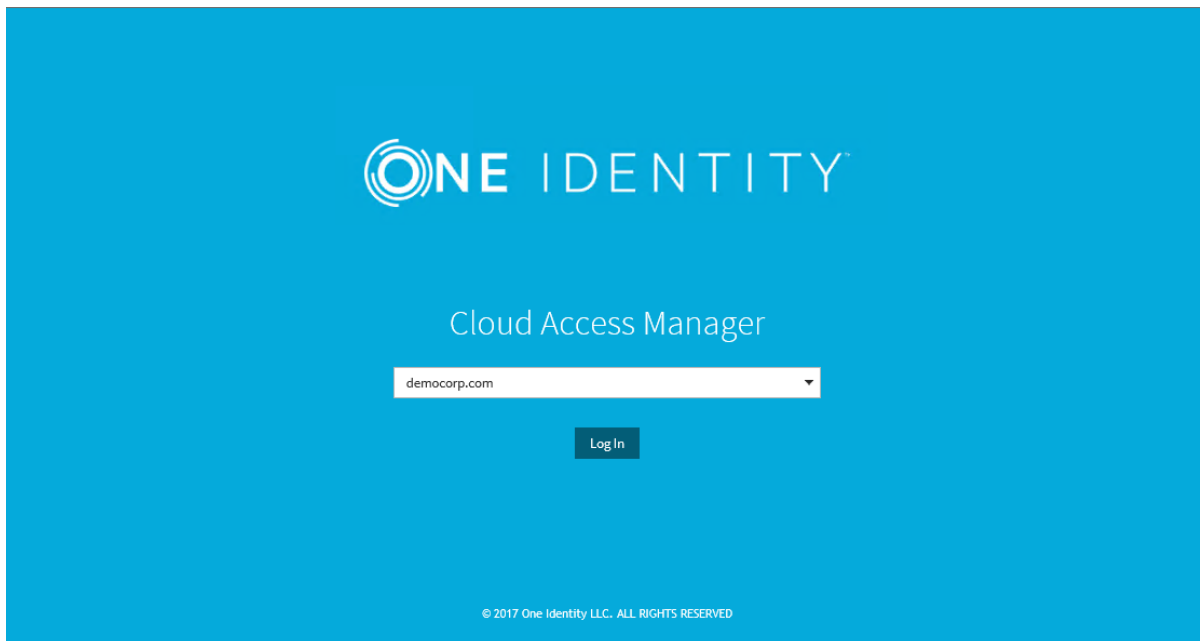 ONE IDENTITY™
Cloud Access Manager
democorp.com
Log In
© 2017 One Identity LLC. ALL RIGHTS RESERVED